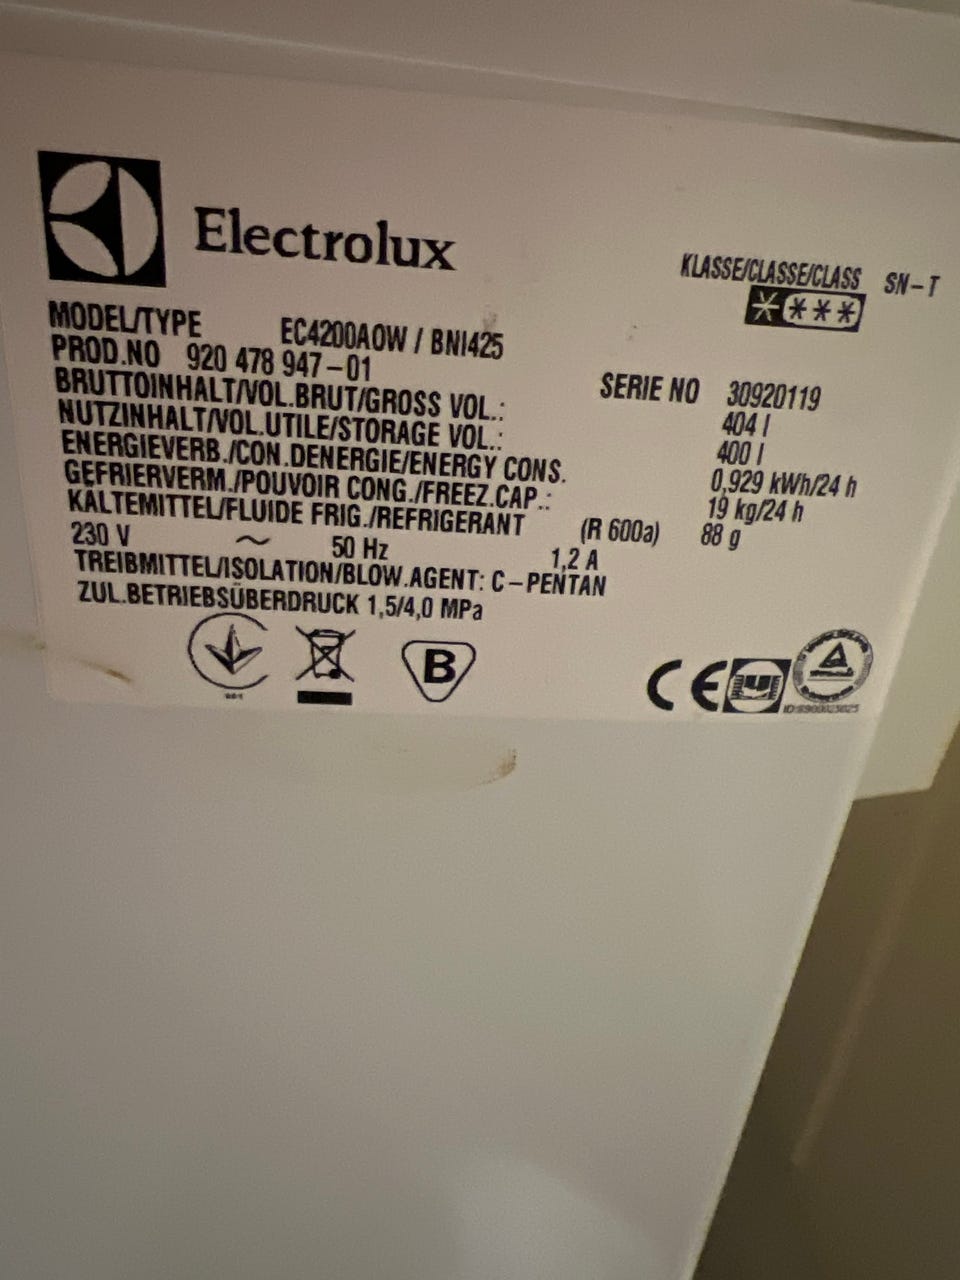 Electrolux
KLASSE/CLASSE/CLASS SN-T
MODEL/TYPE EC4200AOW / BNI425
PROD.NO 920 478 947-01 SERIE NO 30920119
BRUTTOINHALT/VOL.BRUT/GROSS VOL.: 404 l
NUTZINHALT/VOL.UTILE/STORAGE VOL.: 400 l
ENERGIEVERB./CON.DENERGIE/ENERGY CONS. 0,929 kWh/24 h
GEFRIERVERM./POUVOIR CONG./FREEZ.CAP.: 19 kg/24 h
KÄLTEMITTEL/FLUIDE FRIG./REFRIGERANT (R 600a) 88 g
230 V ~ 50 Hz 1,2 A
TREIBMITTEL/ISOLATION/BLOW.AGENT: C-PENTAN
ZUL.BETRIEBSÜBERDRUCK 1,5/4,0 MPa
B
CE